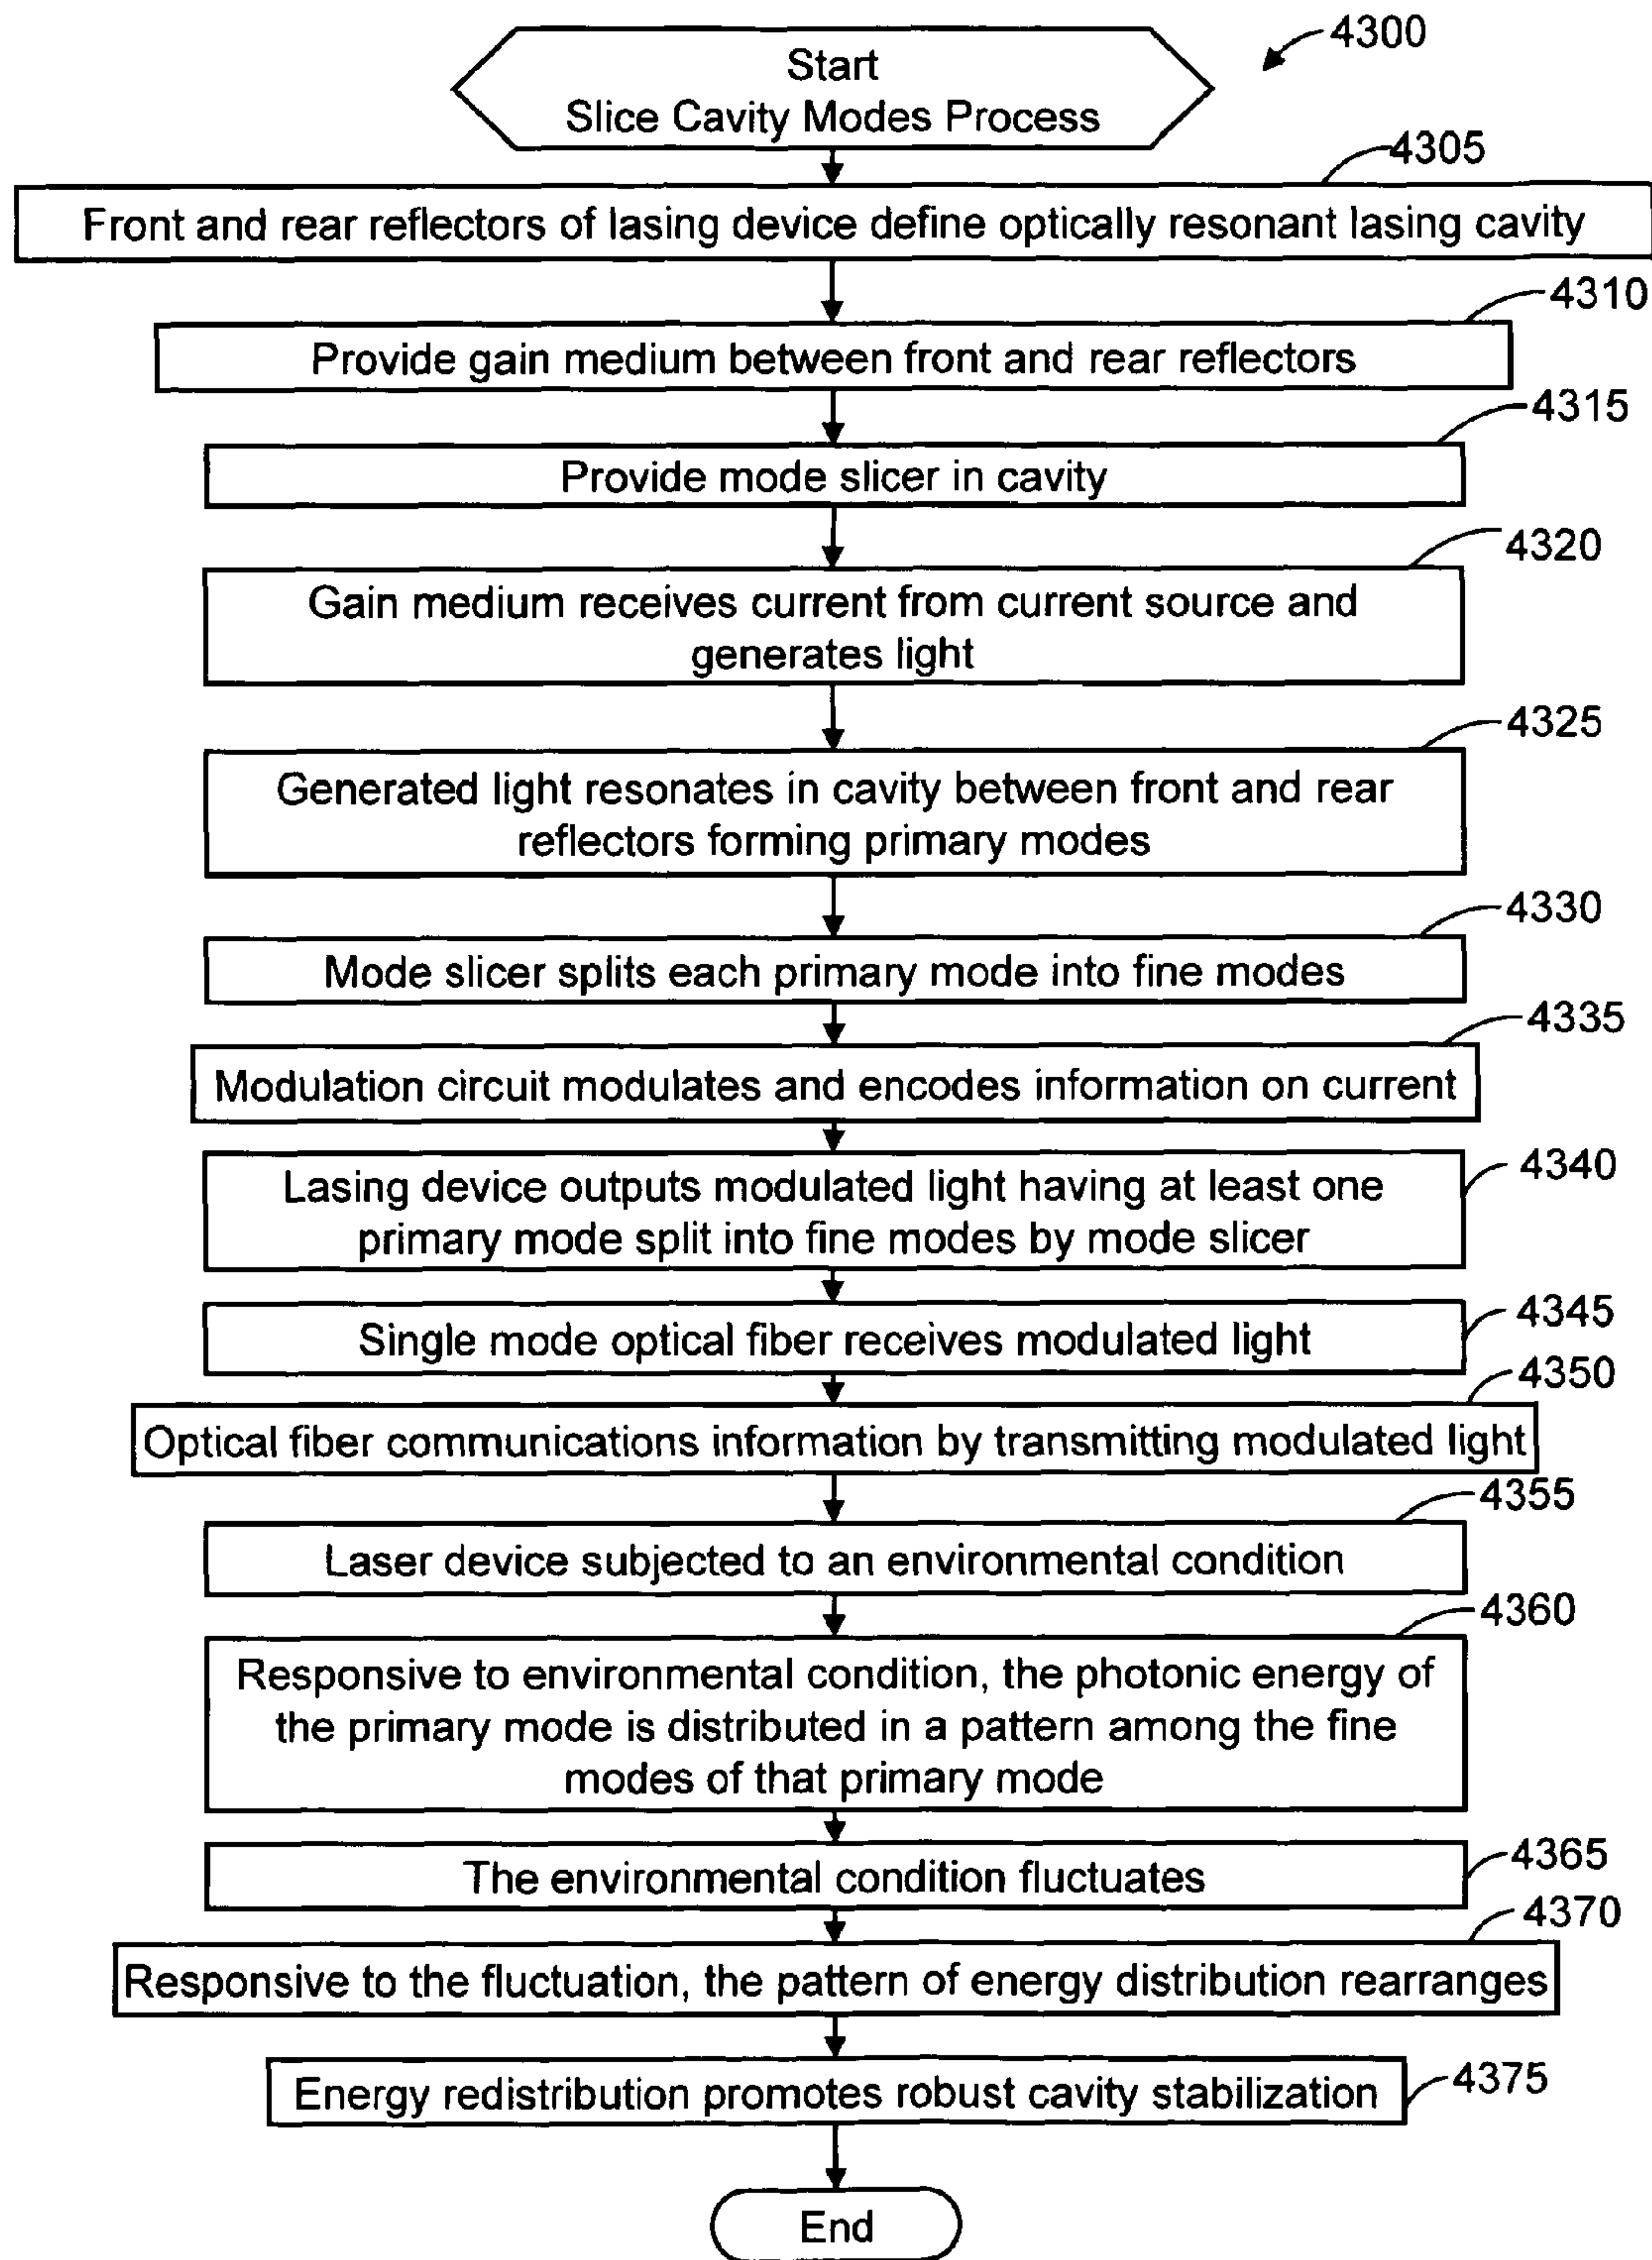 4300
Start
Slice Cavity Modes Process
4305
Front and rear reflectors of lasing device define optically resonant lasing cavity
4310
Provide gain medium between front and rear reflectors
4315
Provide mode slicer in cavity
4320
Gain medium receives current from current source and
generates light
4325
Generated light resonates in cavity between front and rear
reflectors forming primary modes
4330
Mode slicer splits each primary mode into fine modes
4335
Modulation circuit modulates and encodes information on current
4340
Lasing device outputs modulated light having at least one
primary mode split into fine modes by mode slicer
4345
Single mode optical fiber receives modulated light
4350
Optical fiber communications information by transmitting modulated light
4355
Laser device subjected to an environmental condition
4360
Responsive to environmental condition, the photonic energy of
the primary mode is distributed in a pattern among the fine
modes of that primary mode
4365
The environmental condition fluctuates
4370
Responsive to the fluctuation, the pattern of energy distribution rearranges
4375
Energy redistribution promotes robust cavity stabilization
End